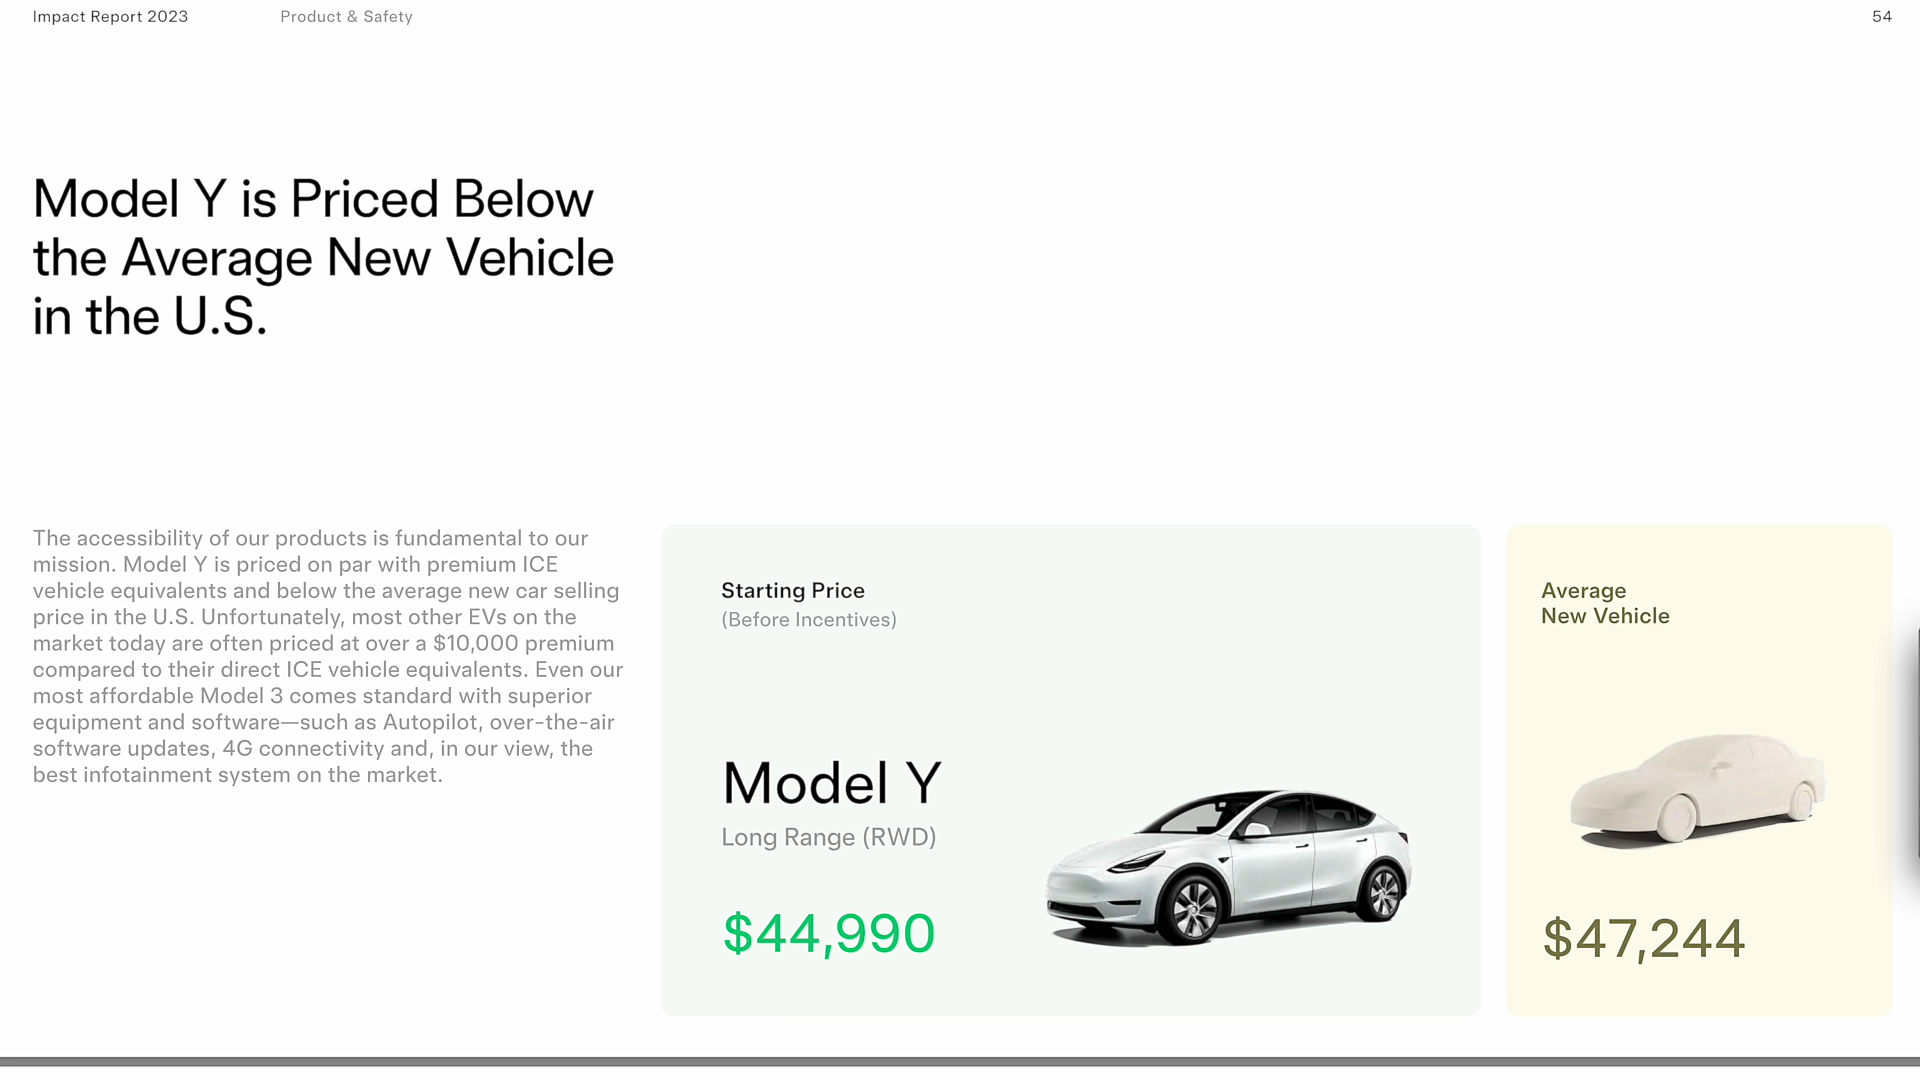 Impact Report 2023
Product & Safety
54
Model Y is Priced Below
the Average New Vehicle
in the U.S.
The accessibility of our products is fundamental to our
mission. Model Y is priced on par with premium ICE
vehicle equivalents and below the average new car selling
price in the U.S. Unfortunately, most other EVs on the
market today are often priced at over a $10,000 premium
compared to their direct ICE vehicle equivalents. Even our
most affordable Model 3 comes standard with superior
equipment and software—such as Autopilot, over-the-air
software updates, 4G connectivity and, in our view, the
best infotainment system on the market.
Starting Price
(Before Incentives)
Model Y
Long Range (RWD)
$44,990
Average
New Vehicle
$47,244